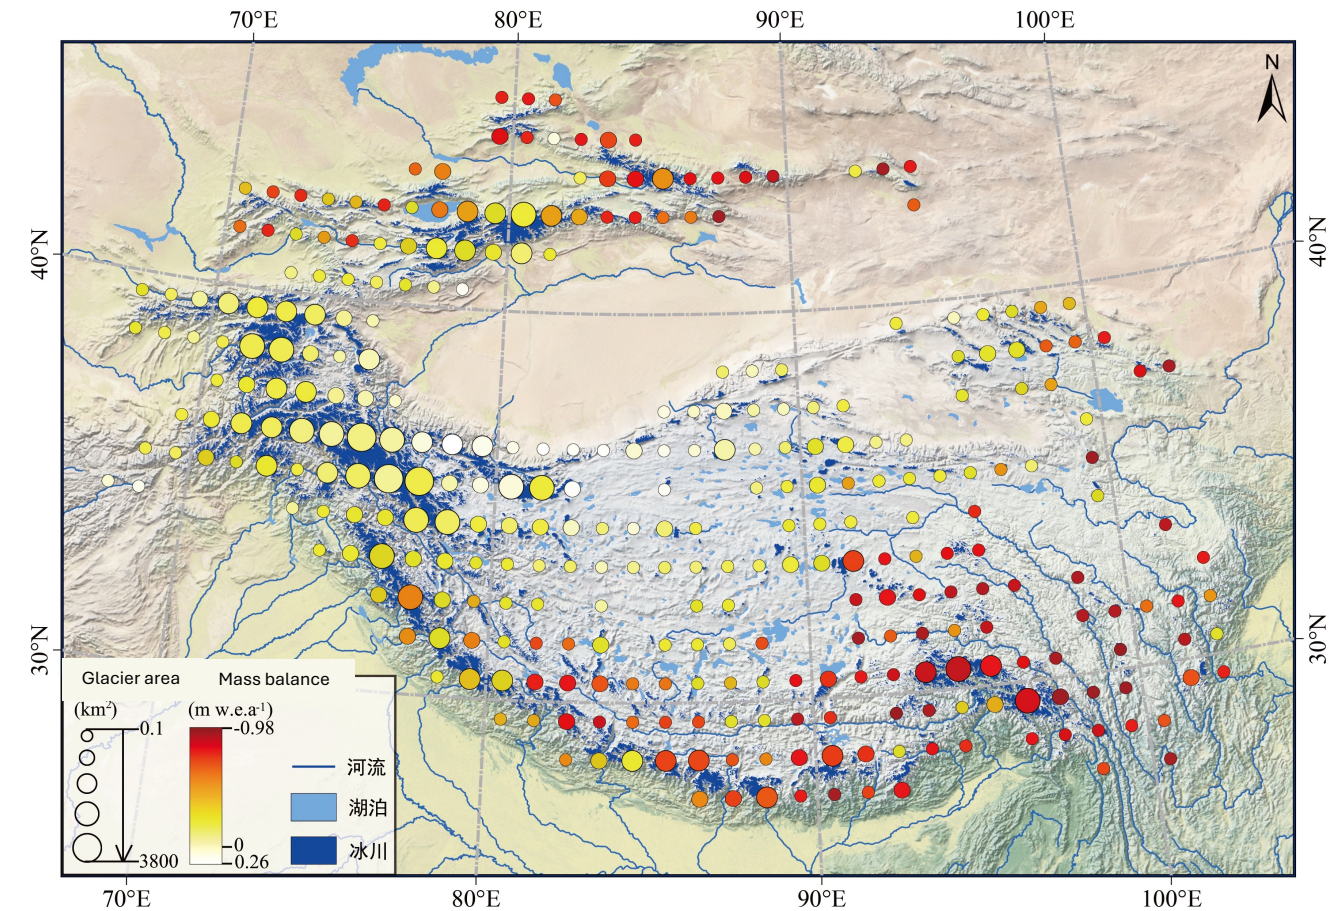 70°E 80°E 90°E 100°E
N
40°N 40°N
30°N 30°N
Glacier area Mass balance
(km²) (m w.e.a⁻¹)
0.1 -0.98
河流
湖泊
0
冰川
3800 0.26
70°E 80°E 90°E 100°E